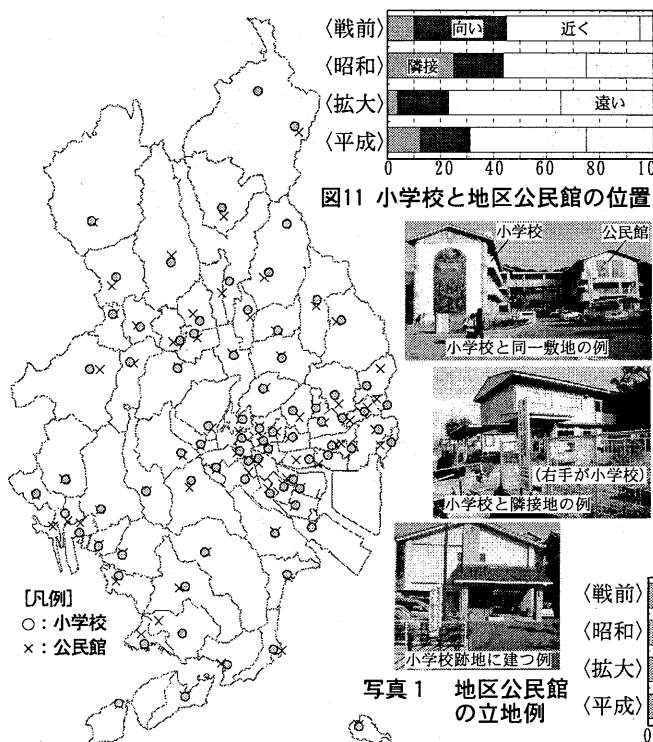 〈戦前〉 向い 近く
〈昭和〉 隣接
〈拡大〉 遠い
〈平成〉
0 20 40 60 80 10
図11 小学校と地区公民館の位置
小学校 公民館
小学校と同一敷地の例
(右手が小学校)
小学校と隣接地の例
小学校跡地に建つ例
写真1 地区公民館
の立地例
[凡例]
○:小学校
×:公民館
〈戦前〉
〈昭和〉
〈拡大〉
〈平成〉
0